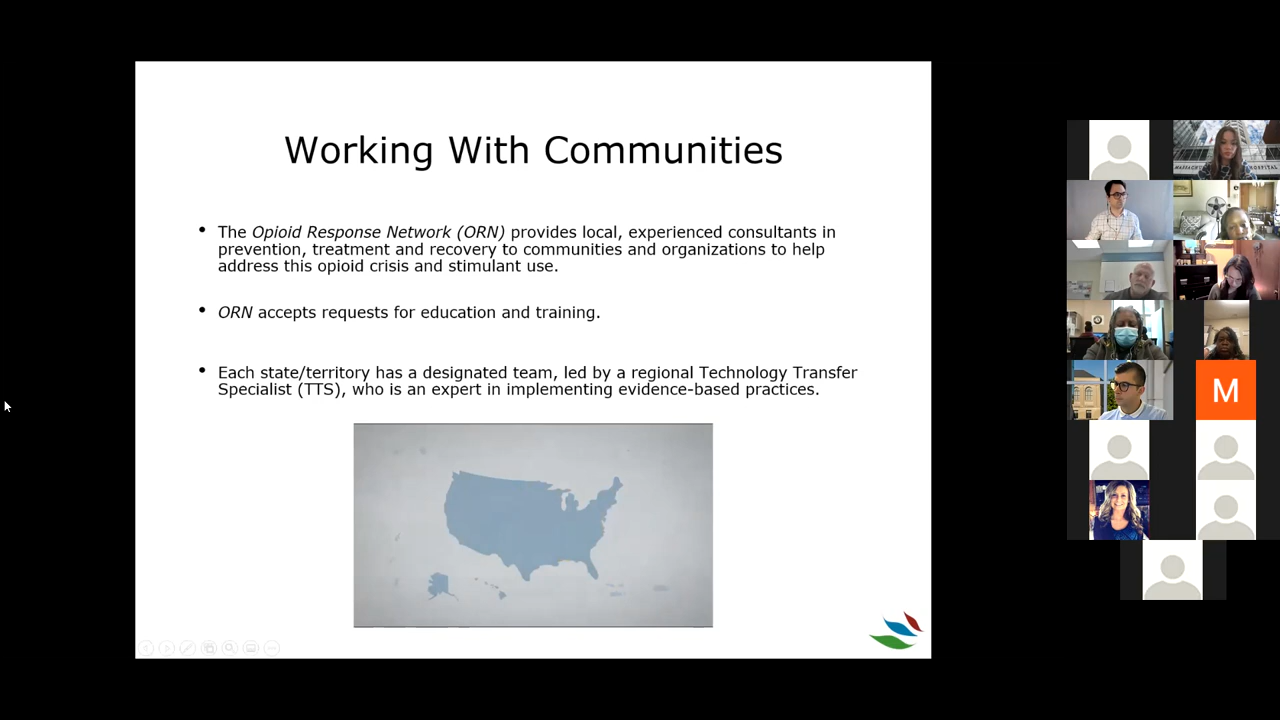 Working With Communities
• The Opioid Response Network (ORN) provides local, experienced consultants in
prevention, treatment and recovery to communities and organizations to help
address this opioid crisis and stimulant use.
• ORN accepts requests for education and training.
• Each state/territory has a designated team, led by a regional Technology Transfer
Specialist (TTS), who is an expert in implementing evidence-based practices.
HOSPITAL
M